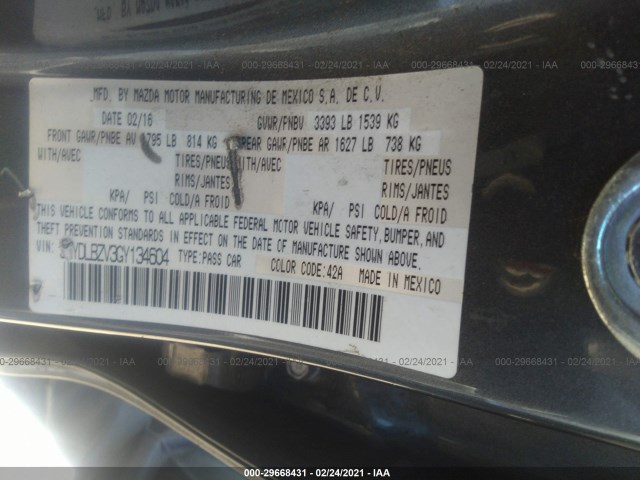 MFD. BY MAZDA MOTOR MANUFACTURING DE MEXICO S.A. DE C.V.
DATE 02/16 GVWR/PNBV 3393 LB 1539 KG
FRONT GAWR/PNBE AV 1795 LB 814 KG REAR GAWR/PNBE AR 1627 LB 738 KG
WITH/AVEC TIRES/PNEUS WITH/AVEC TIRES/PNEUS
RIMS/JANTES RIMS/JANTES
KPA/ PSI COLD/A FROID KPA/ PSI COLD/A FROID
THIS VEHICLE CONFORMS TO ALL APPLICABLE FEDERAL MOTOR VEHICLE SAFETY, BUMPER, AND
THEFT PREVENTION STANDARDS IN EFFECT ON THE DATE OF MANUFACTURE SHOWN ABOVE.
VIN: MYDLBZV3GY134604 TYPE:PASS CAR COLOR CODE:42A MADE IN MEXICO
000-29668431 - 02/24/2021 - IAA